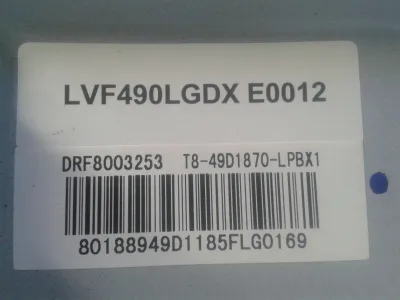 LVF490LGDX E0012
DRF8003253 T8-49D1870-LPBX1
80188949D1185FLG0169